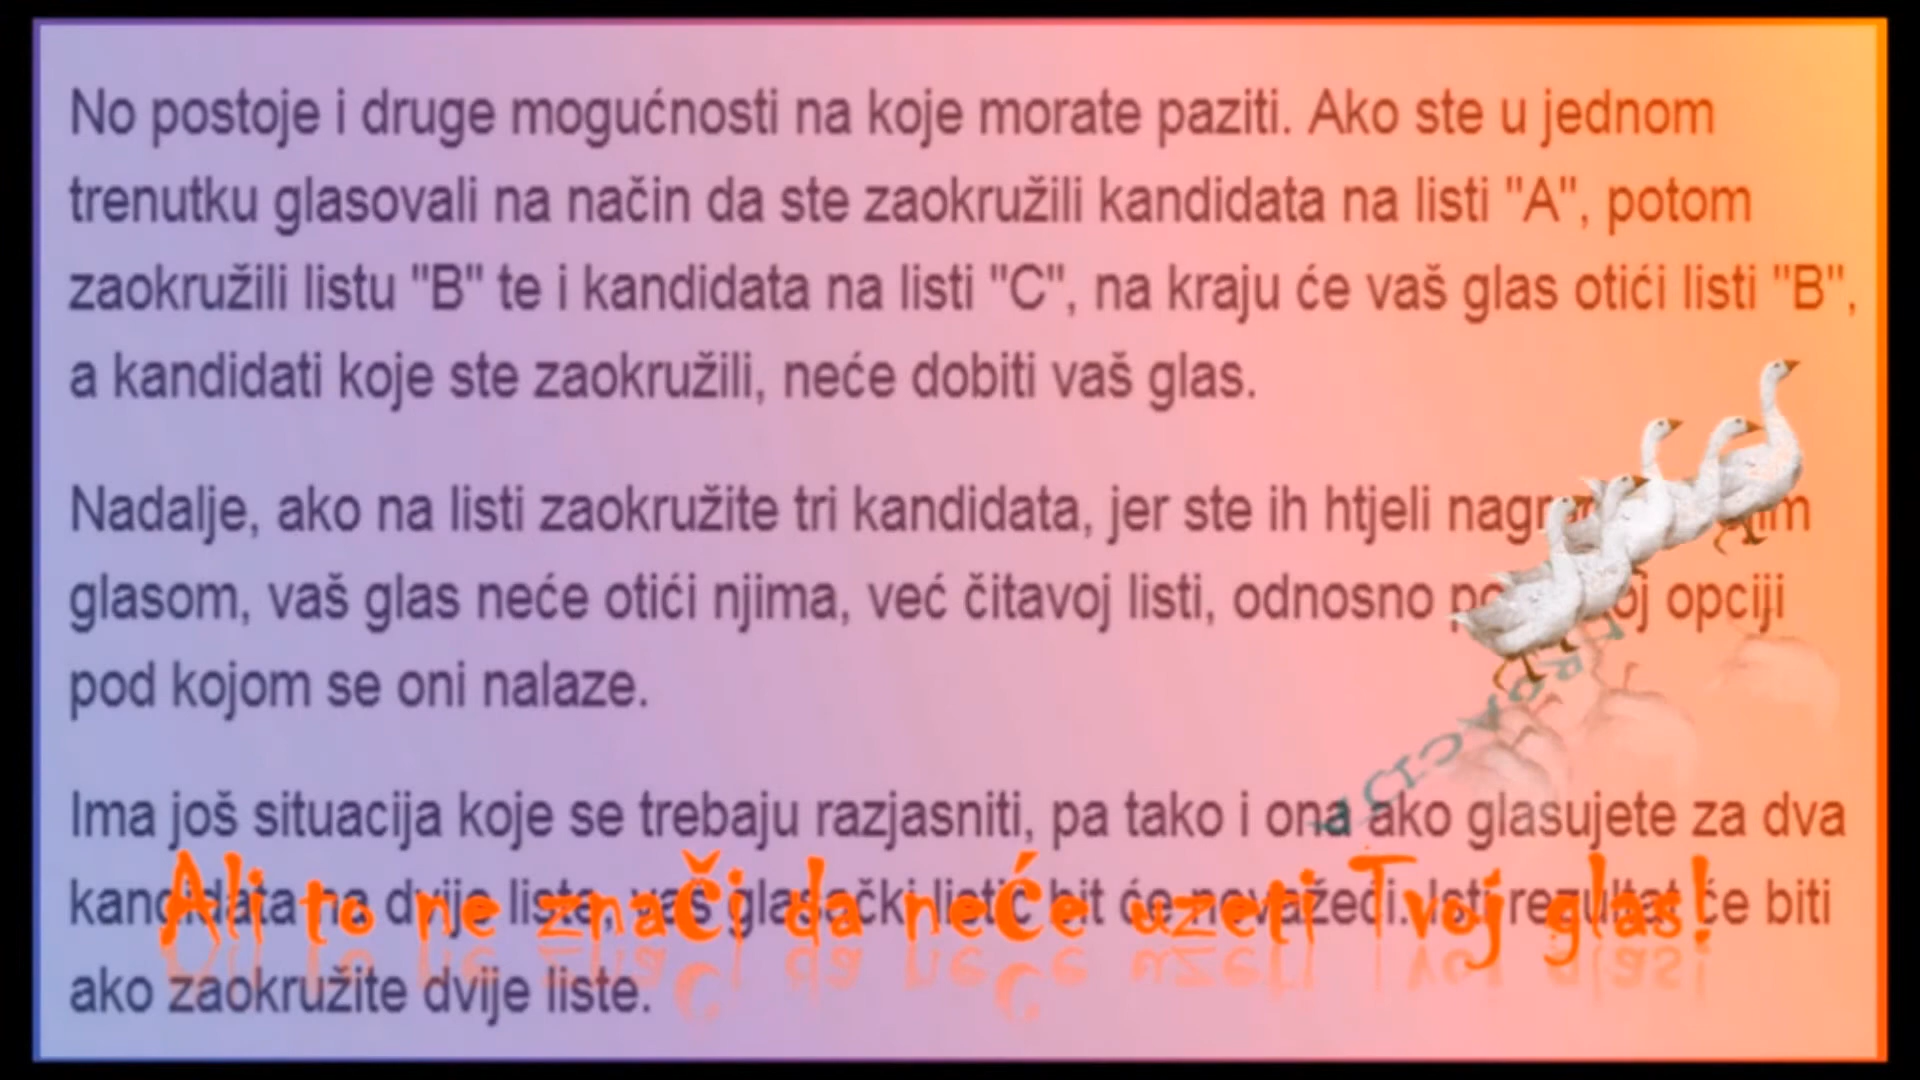 No postoje i druge mogućnosti na koje morate paziti. Ako ste u jednom
trenutku glasovali na način da ste zaokružili kandidata na listi "A", potom
zaokružili listu "B" te i kandidata na listi "C", na kraju će vaš glas otići listi "B",
a kandidati koje ste zaokružili, neće dobiti vaš glas.
Nadalje, ako na listi zaokružite tri kandidata, jer ste ih htjeli
glasom, vaš glas neće otići njima, već čitavoj listi, odnosno opciji
pod kojom se oni nalaze.
Ima još situacija koje se trebaju razjasniti, pa tako i ona ako glasujete za dva
kandidata na dvije liste, vaš glasački listić bit će nevažeći. Isti rezultat će biti
Ali to ne znači da neće uzeti Tvoj glas!
ako zaokružite dvije liste.